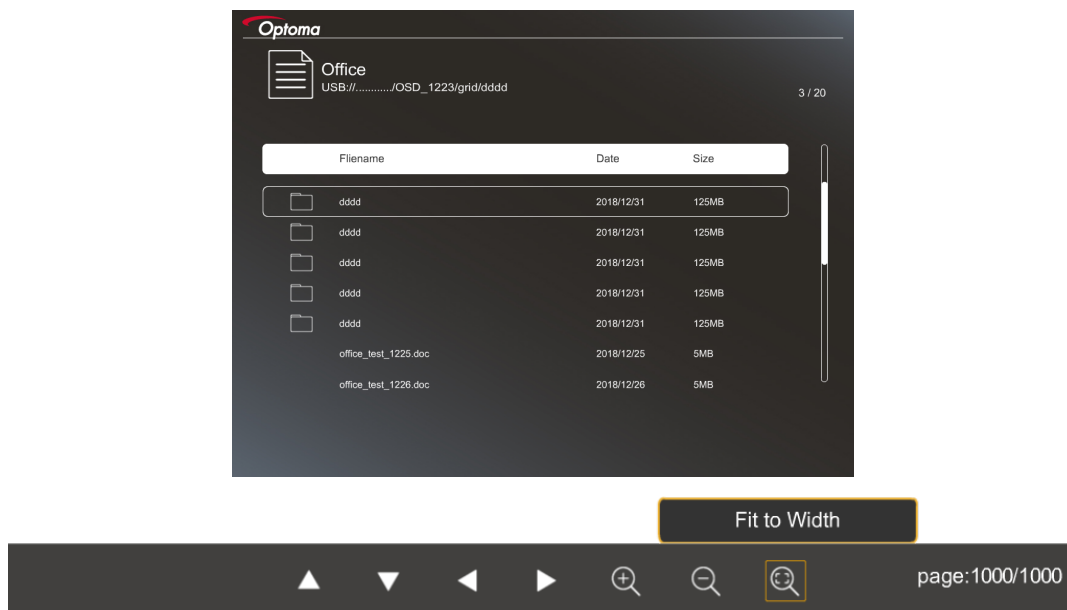 Optoma
Office
USB://.........../OSD_1223/grid/dddd
3 / 20
Fliename Date Size
dddd 2018/12/31 125MB
dddd 2018/12/31 125MB
dddd 2018/12/31 125MB
dddd 2018/12/31 125MB
dddd 2018/12/31 125MB
office_test_1225.doc 2018/12/25 5MB
office_test_1226.doc 2018/12/26 5MB
Fit to Width
page:1000/1000